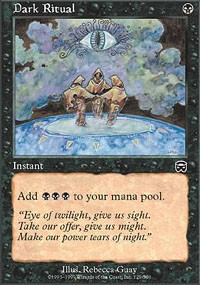 Dark Ritual
Instant
Add to your mana pool.
"Eye of twilight, give us sight.
Take our offer, give us might.
Make our power tears of night."
Illus. Rebecca Guay